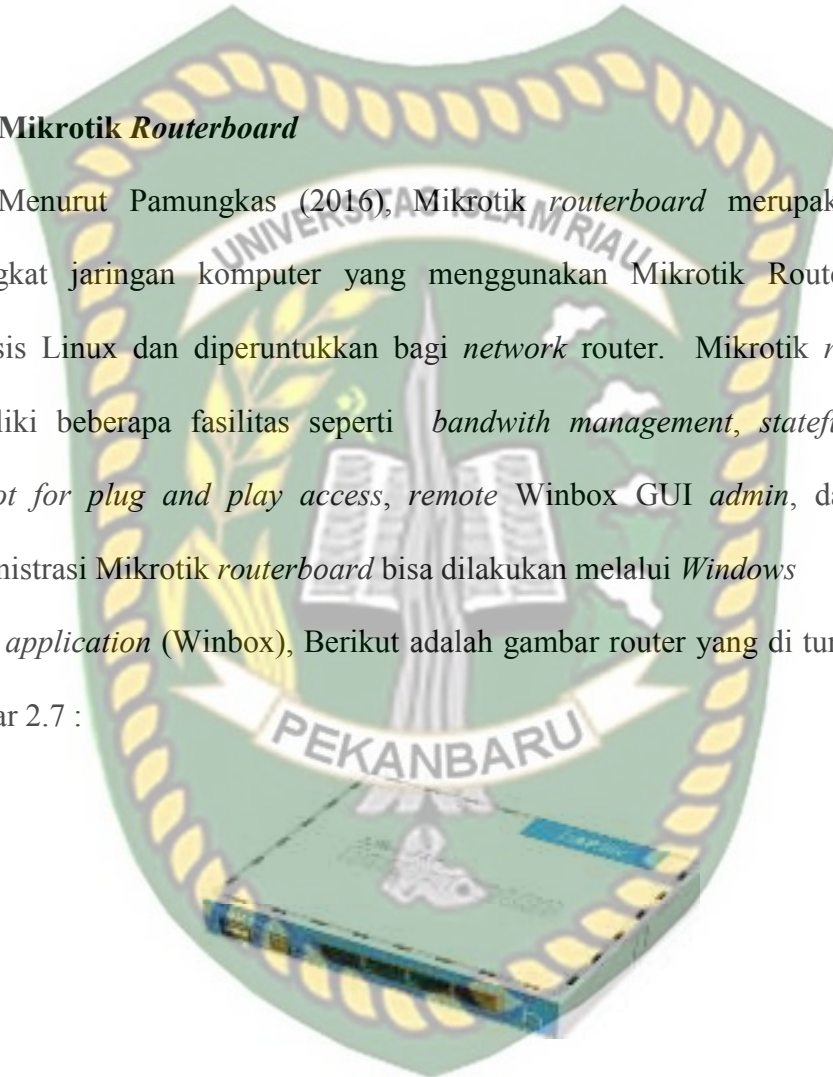 Mikrotik Routerboard
Menurut Pamungkas (2016), Mikrotik routerboard merupak
gkat jaringan komputer yang menggunakan Mikrotik Route
sis Linux dan diperuntukkan bagi network router. Mikrotik r
liki beberapa fasilitas seperti bandwith management, statef
ot for plug and play access, remote Winbox GUI admin, da
nistrasi Mikrotik routerboard bisa dilakukan melalui Windows
application (Winbox), Berikut adalah gambar router yang di tun
ar 2.7 :
UNIVERSITAS ISLAM RIAU
PEKANBARU